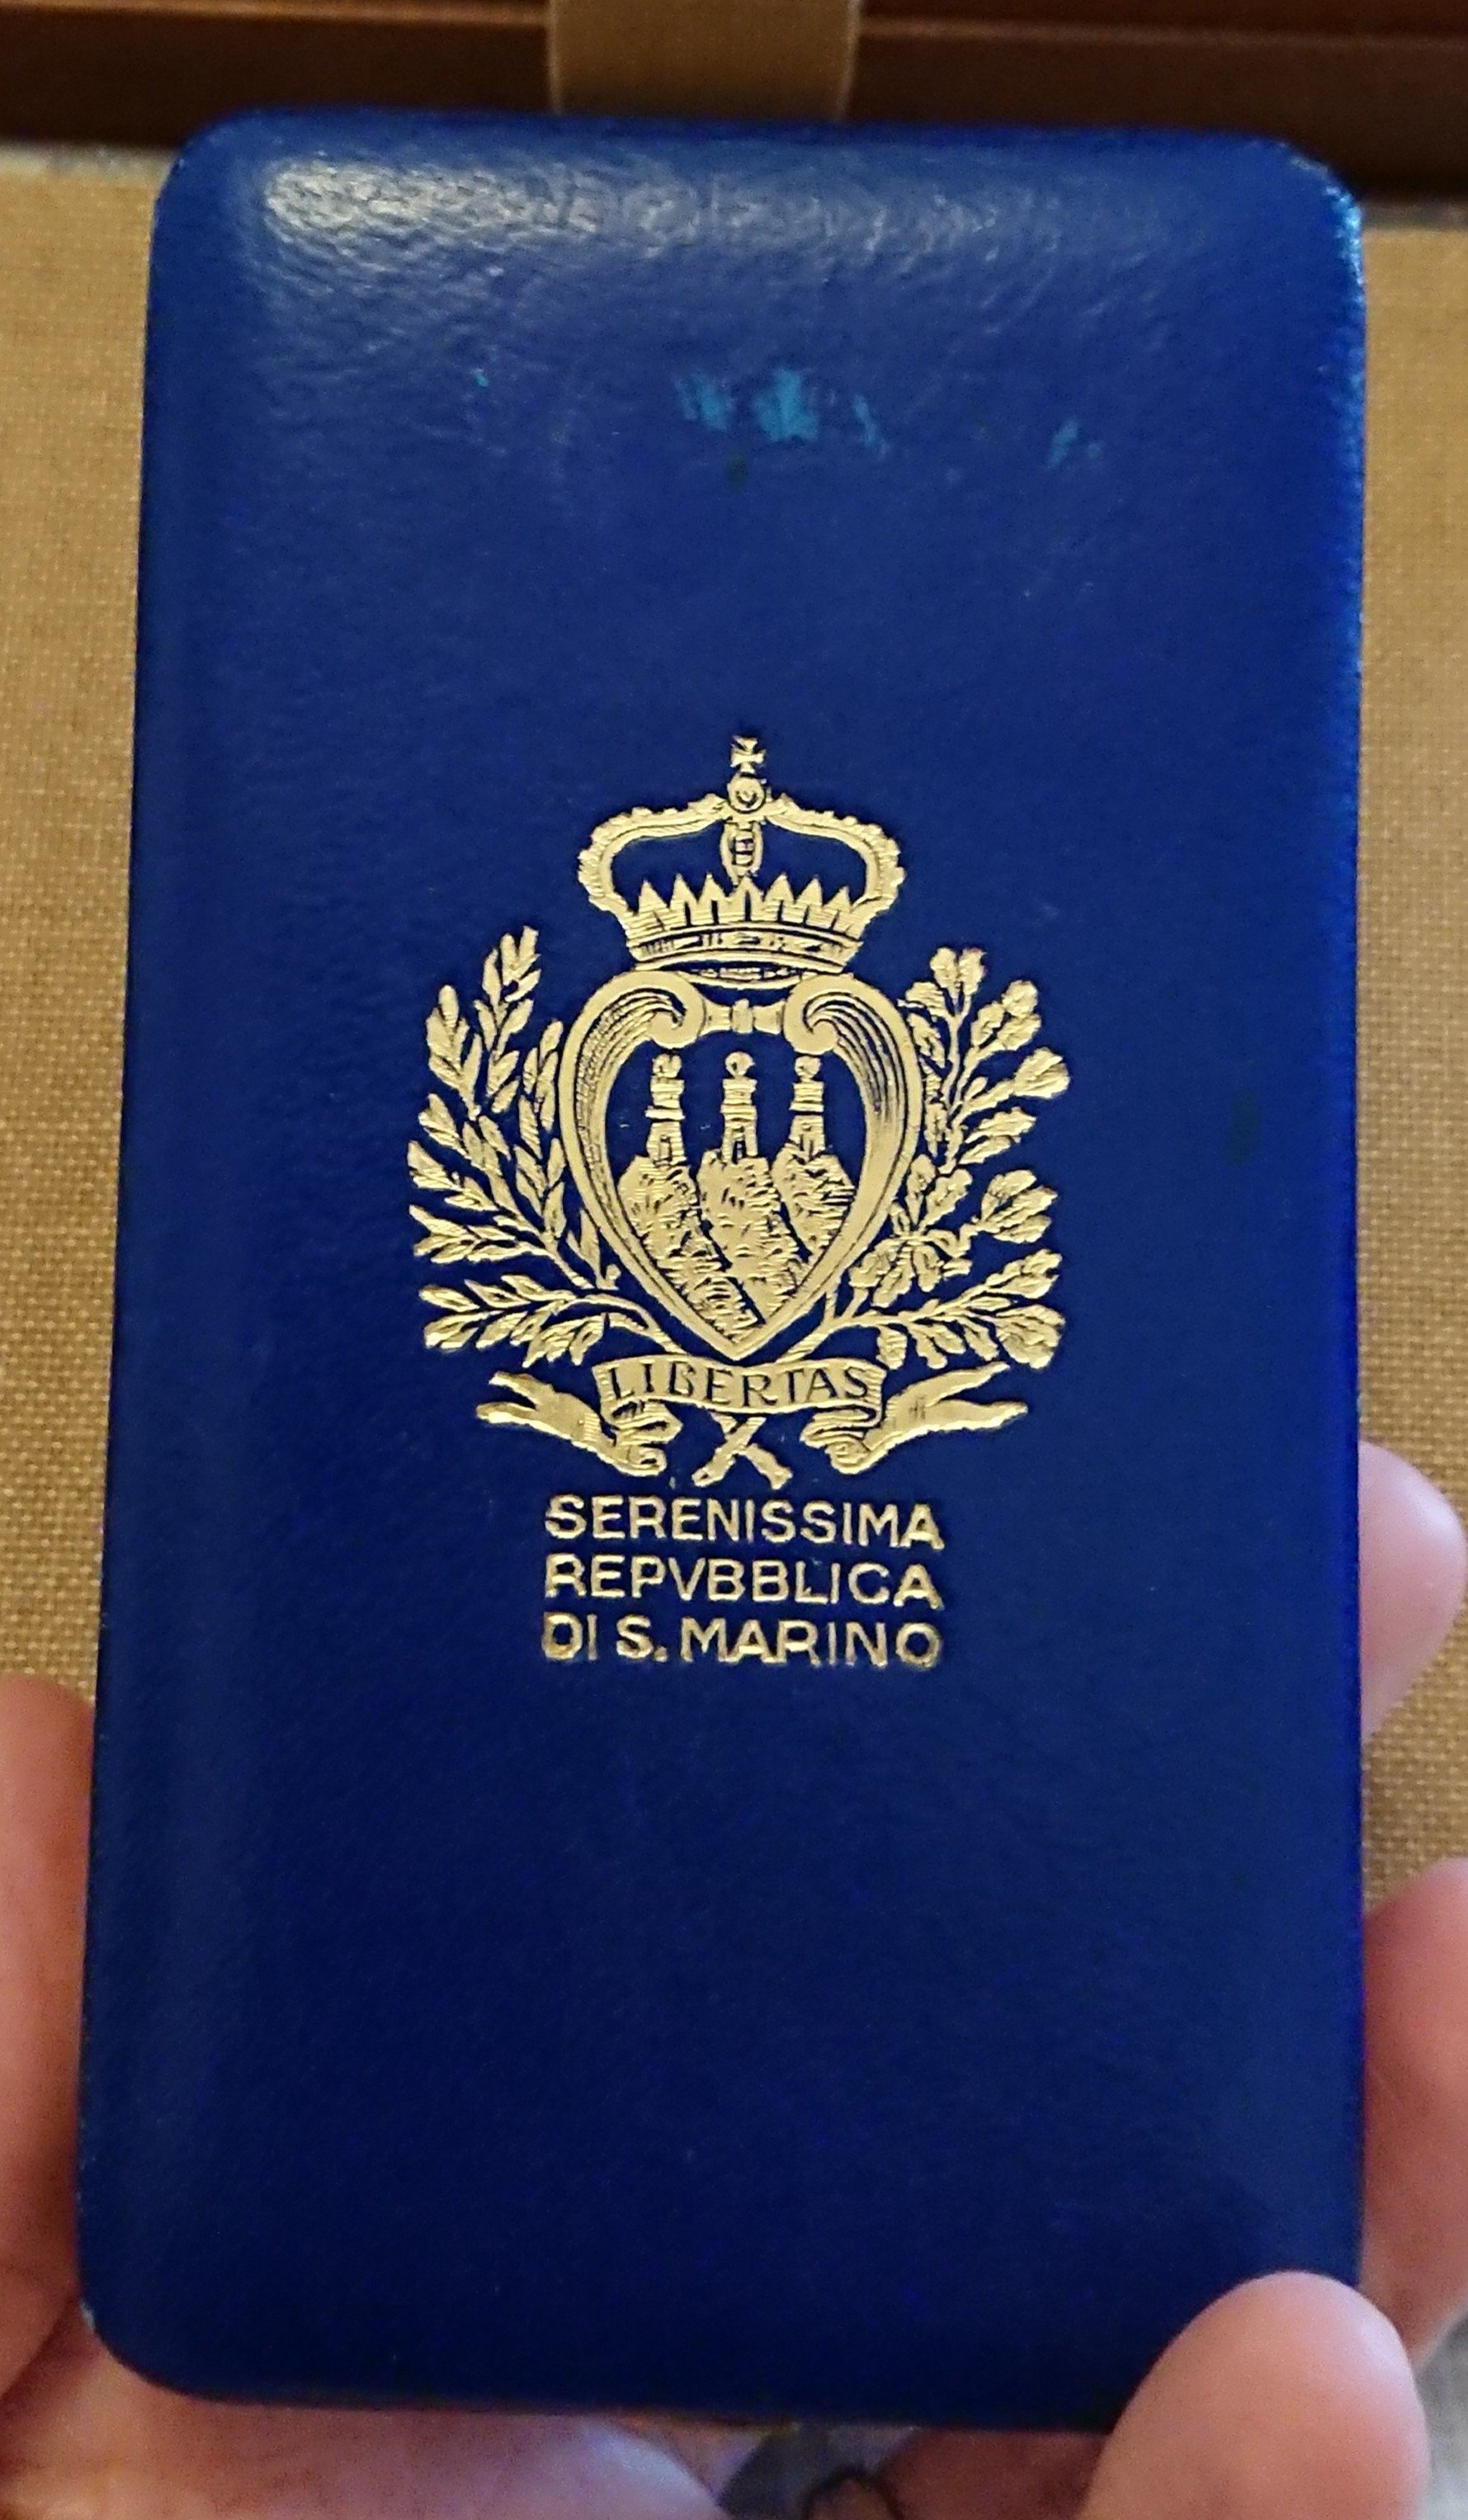 LIBERTAS
SERENISSIMA
REPVBBLICA
DI S. MARINO